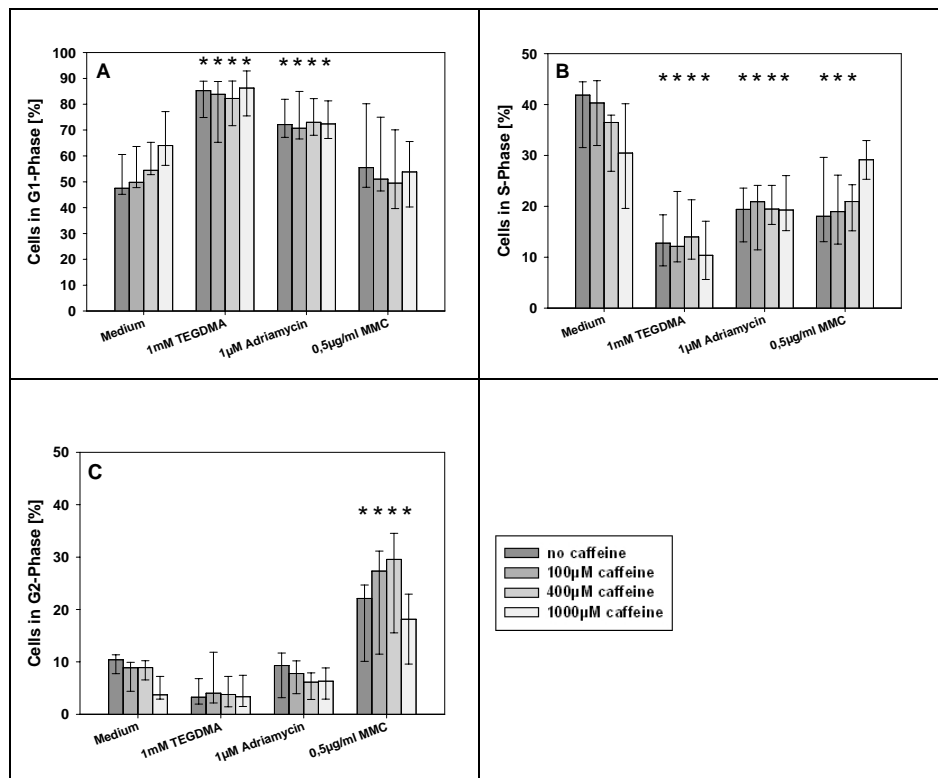 A
* * * * * * * *
Cells in G1-Phase [%]
100
90
80
70
60
50
40
30
20
10
0
Medium
1mM TEGDMA
1µM Adriamycin
0,5µg/ml MMC
B
* * * * * * * * * * *
Cells in S-Phase [%]
50
40
30
20
10
0
Medium
1mM TEGDMA
1µM Adriamycin
0,5µg/ml MMC
C
* * * *
Cells in G2-Phase [%]
50
40
30
20
10
0
Medium
1mM TEGDMA
1µM Adriamycin
0,5µg/ml MMC
no caffeine
100µM caffeine
400µM caffeine
1000µM caffeine